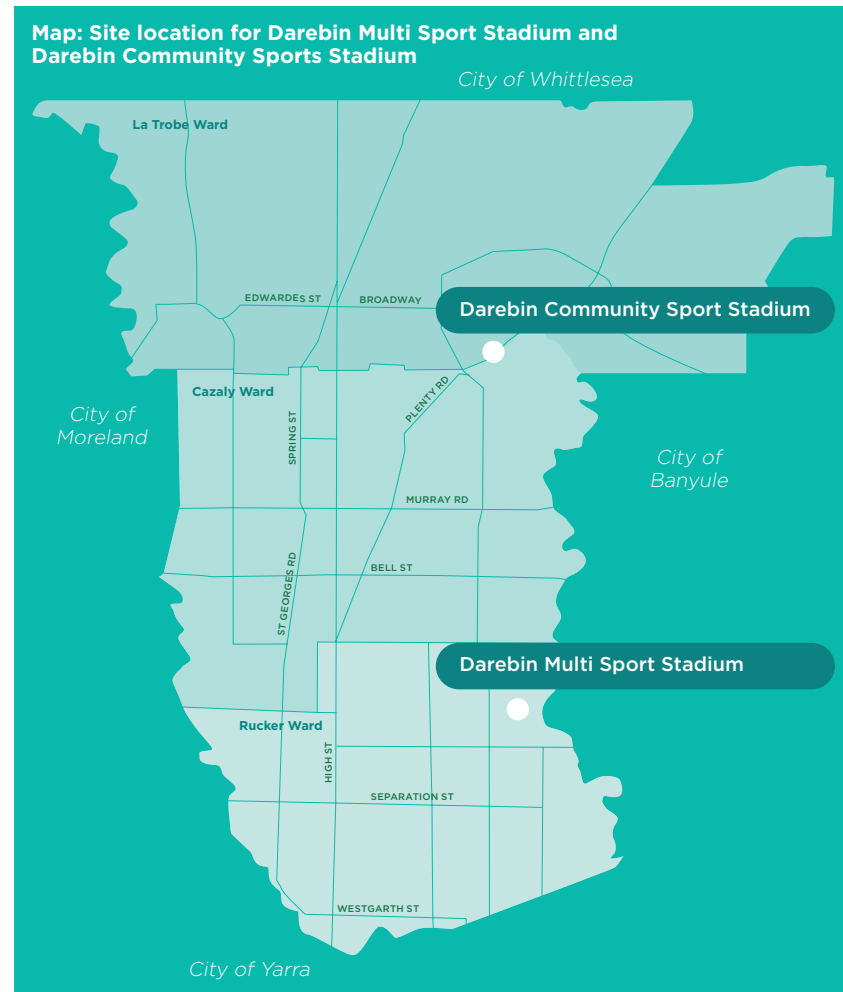 Map: Site location for Darebin Multi Sport Stadium and
Darebin Community Sports Stadium
City of Whittlesea
La Trobe Ward
EDWARDES ST
BROADWAY
Darebin Community Sport Stadium
Cazaly Ward
PLENTY RD
City of
Moreland
SPRING ST
City of
Banyule
MURRAY RD
BELL ST
ST GEORGES RD
Darebin Multi Sport Stadium
Rucker Ward
HIGH ST
SEPARATION ST
WESTGARTH ST
City of Yarra